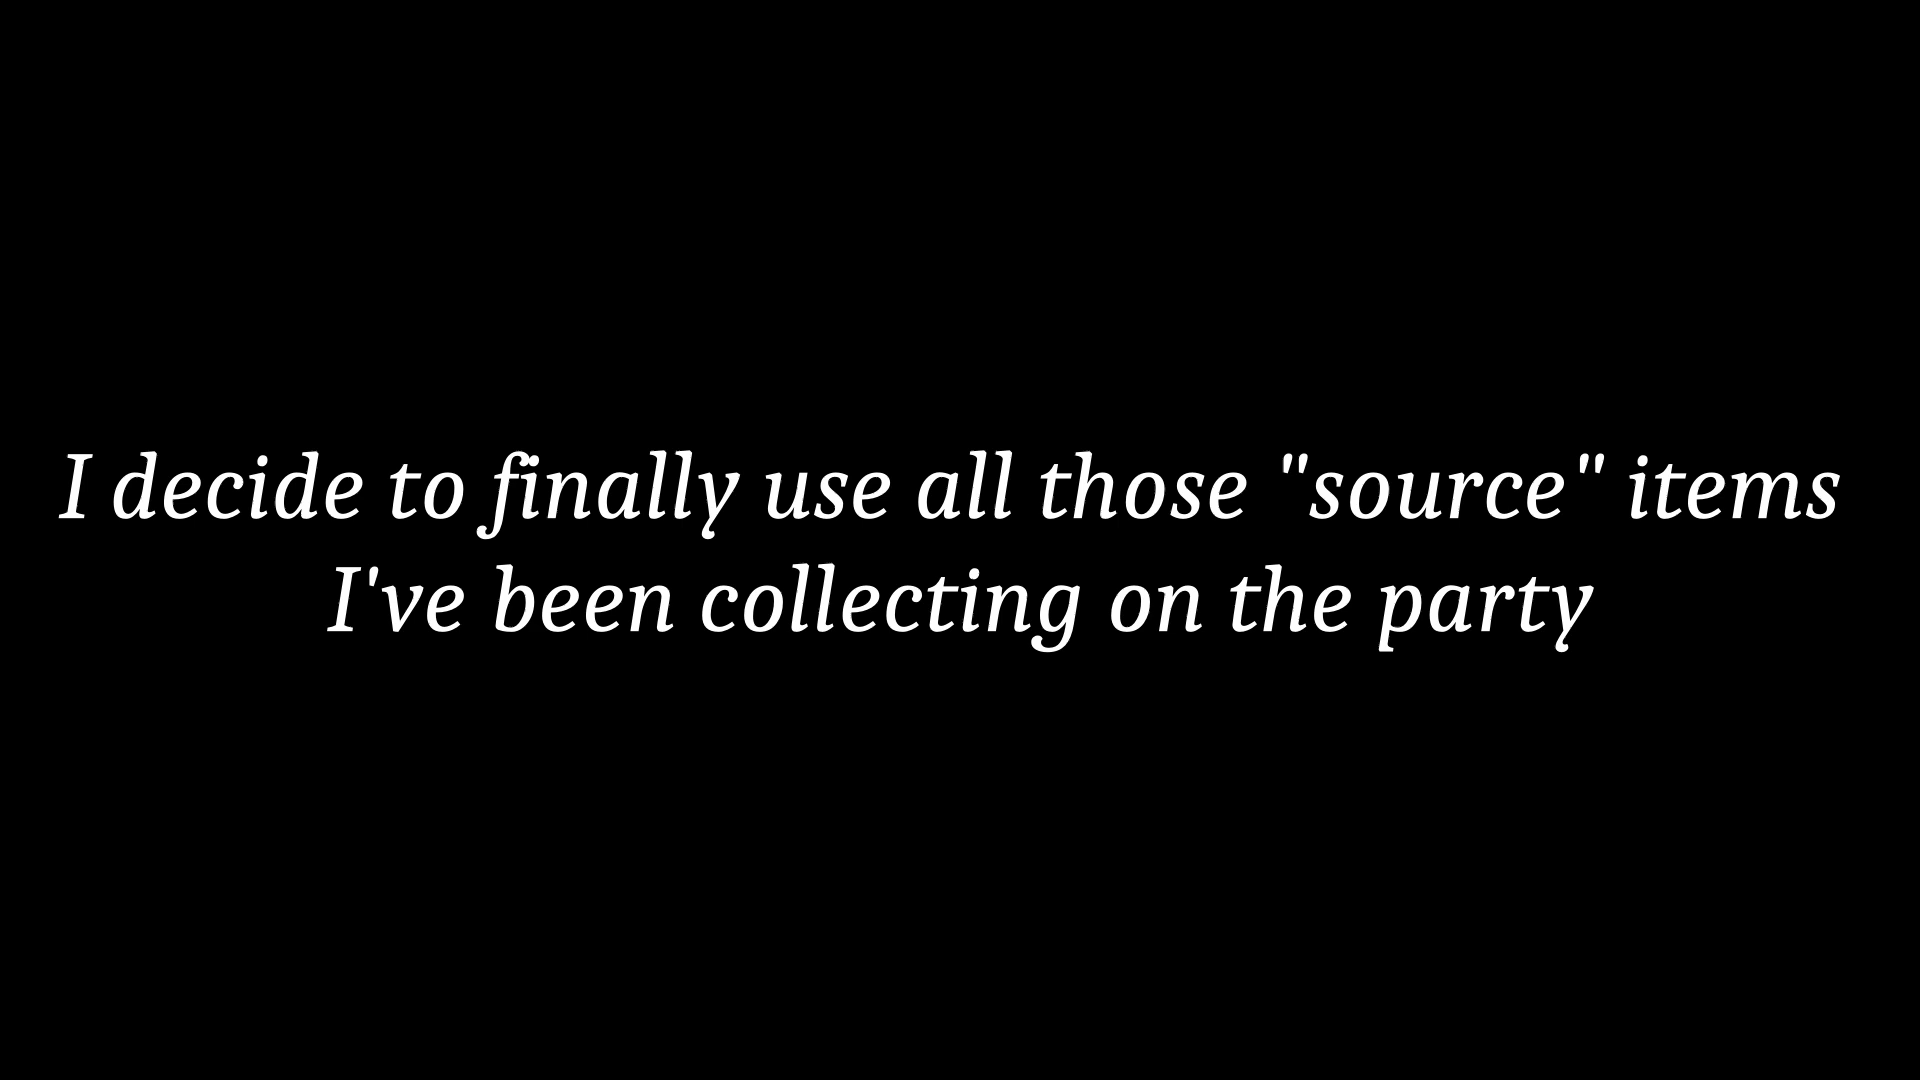 I decide to finally use all those "source" items
I've been collecting on the party